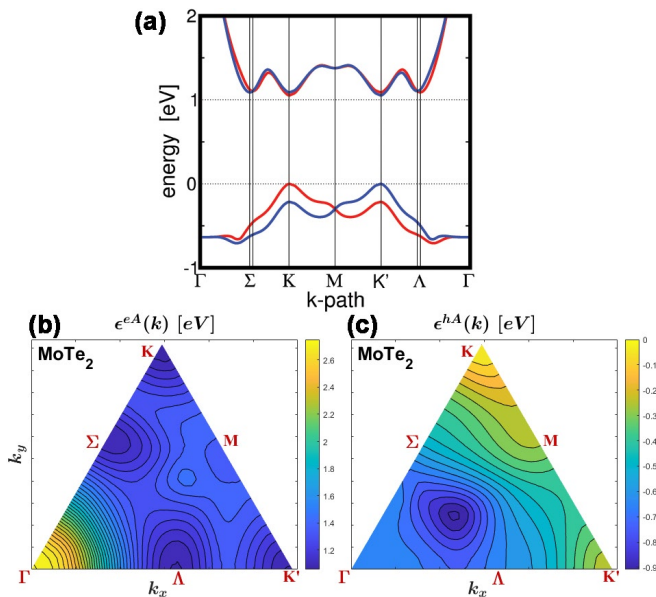 (a)
2
1
0
-1
energy [eV]
Γ Σ K M K' Λ Γ
k-path
(b)
ϵ^{eA}(k) [eV]
MoTe₂
K
Σ
M
k_y
Γ
Λ
K'
k_x
2.6
2.4
2.2
2
1.8
1.6
1.4
1.2
(c)
ϵ^{hA}(k) [eV]
MoTe₂
K
Σ
M
Γ
Λ
K'
k_x
0
-0.1
-0.2
-0.3
-0.4
-0.5
-0.6
-0.7
-0.8
-0.9